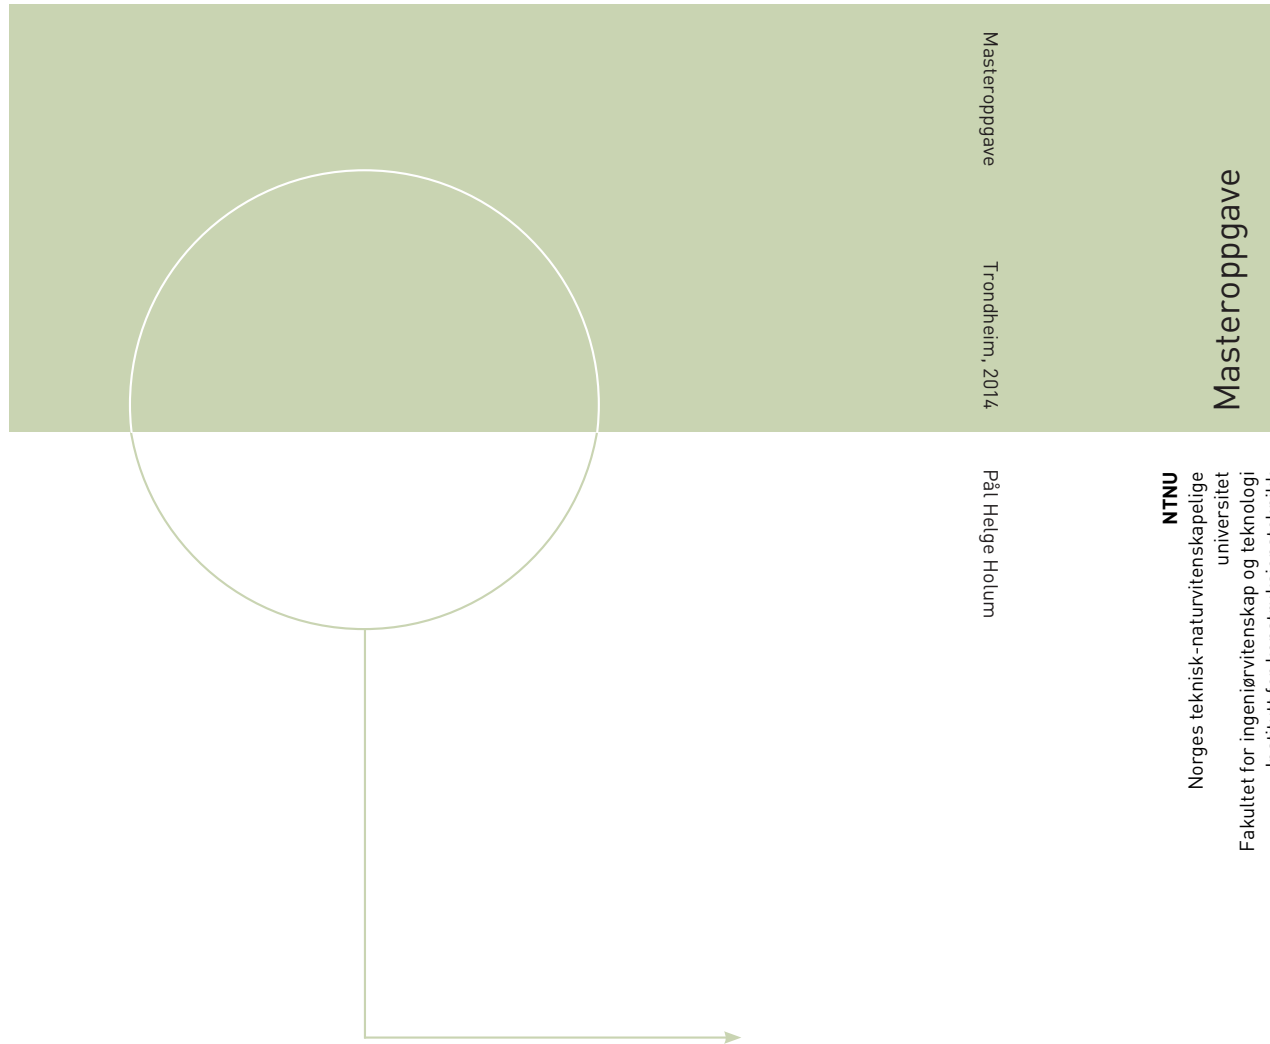 Masteroppgave
Trondheim, 2014
Pål Helge Holum
Masteroppgave
NTNU
Norges teknisk-naturvitenskapelige
universitet
Fakultet for ingeniørvitenskap og teknologi